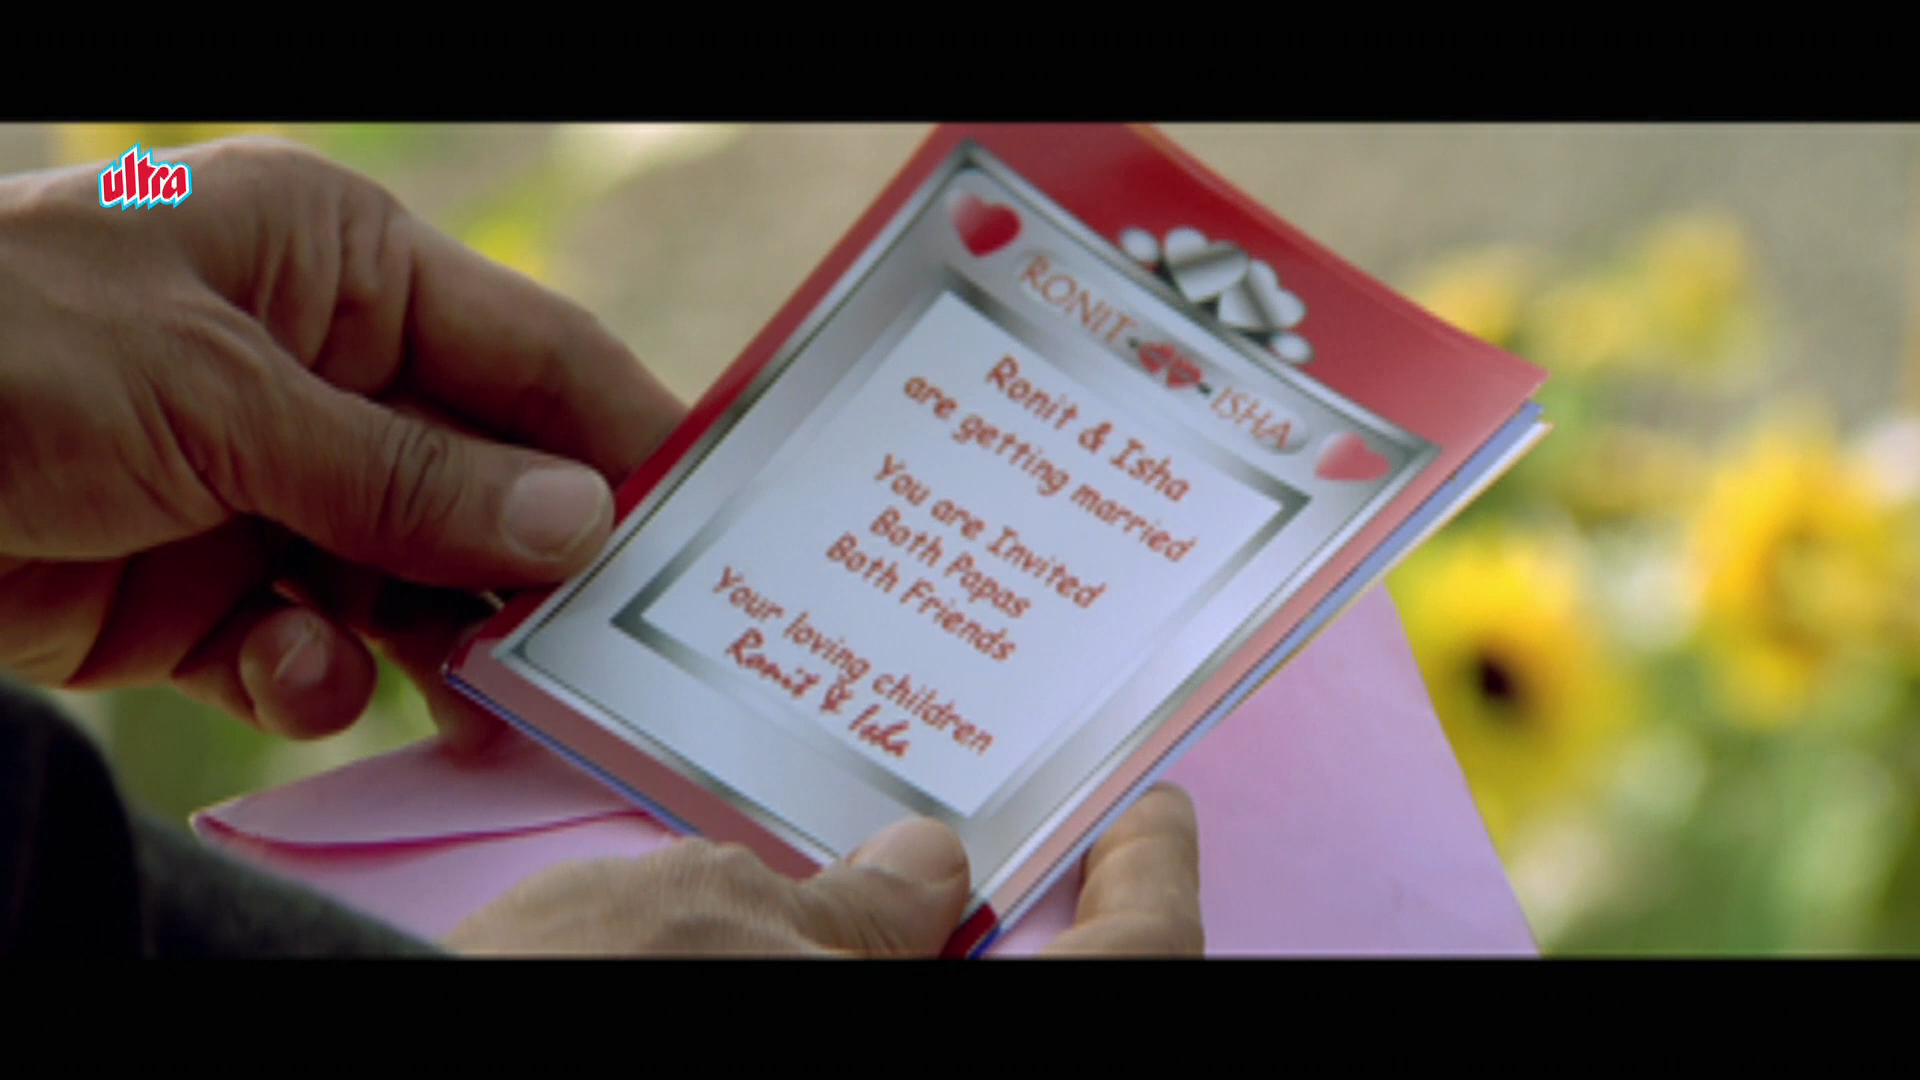 ultra
RONIT - ISHA
Ronit & Isha
are getting married
You are Invited
Both Papas
Both Friends
Your loving children
Ronit & Isha